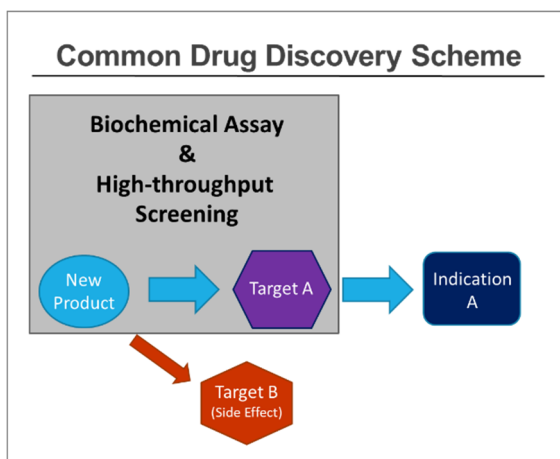 Common Drug Discovery Scheme
Biochemical Assay
&
High-throughput
Screening
New
Product
Target A
Indication
A
Target B
(Side Effect)